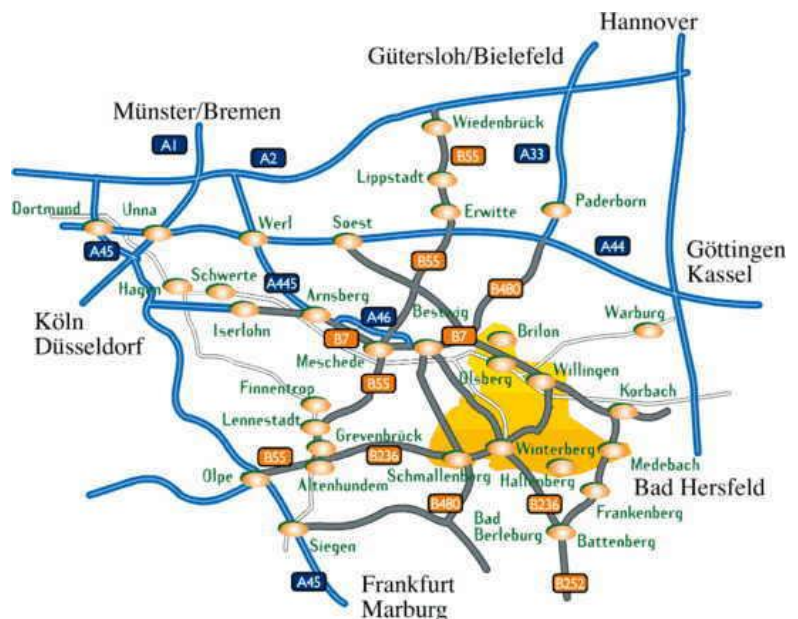 Hannover
Gütersloh/Bielefeld
Münster/Bremen
Wiedenbrück
A1
A2
B55
A33
Lippstadt
Dortmund
Unna
Werl
Soest
Erwitte
Paderborn
A45
A44
Göttingen
Kassel
B55
Hagen
Schwerte
A445
B480
Arnsberg
Bestwig
Warburg
Köln
Düsseldorf
Iserlohn
A46
B7
B7
Brilon
Meschede
Olsberg
Willingen
Finnentrop
B55
Korbach
Lennestadt
Grevenbrück
B55
B236
Winterberg
Medebach
Olpe
Altenhundem
Schmallenberg
Hallenberg
Bad Hersfeld
B480
Bad
Berleburg
B236
Frankenberg
Siegen
Battenberg
A45
Frankfurt
Marburg
B252